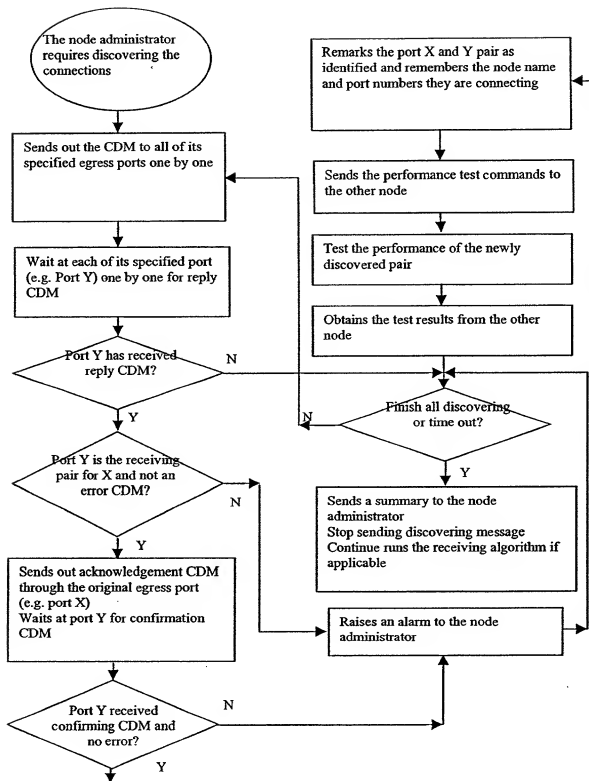 The node administrator
requires discovering the
connections
Sends out the CDM to all of its
specified egress ports one by one
Wait at each of its specified port
(e.g. Port Y) one by one for reply
CDM
Port Y has received
reply CDM?
N
Y
Port Y is the receiving
pair for X and not an
error CDM?
N
Y
Sends out acknowledgement CDM
through the original egress port
(e.g. port X)
Waits at port Y for confirmation
CDM
Port Y received
confirming CDM and
no error?
N
Y
Remarks the port X and Y pair as
identified and remembers the node name
and port numbers they are connecting
Sends the performance test commands to
the other node
Test the performance of the newly
discovered pair
Obtains the test results from the other
node
Finish all discovering
or time out?
N
Y
Sends a summary to the node
administrator
Stop sending discovering message
Continue runs the receiving algorithm if
applicable
Raises an alarm to the node
administrator